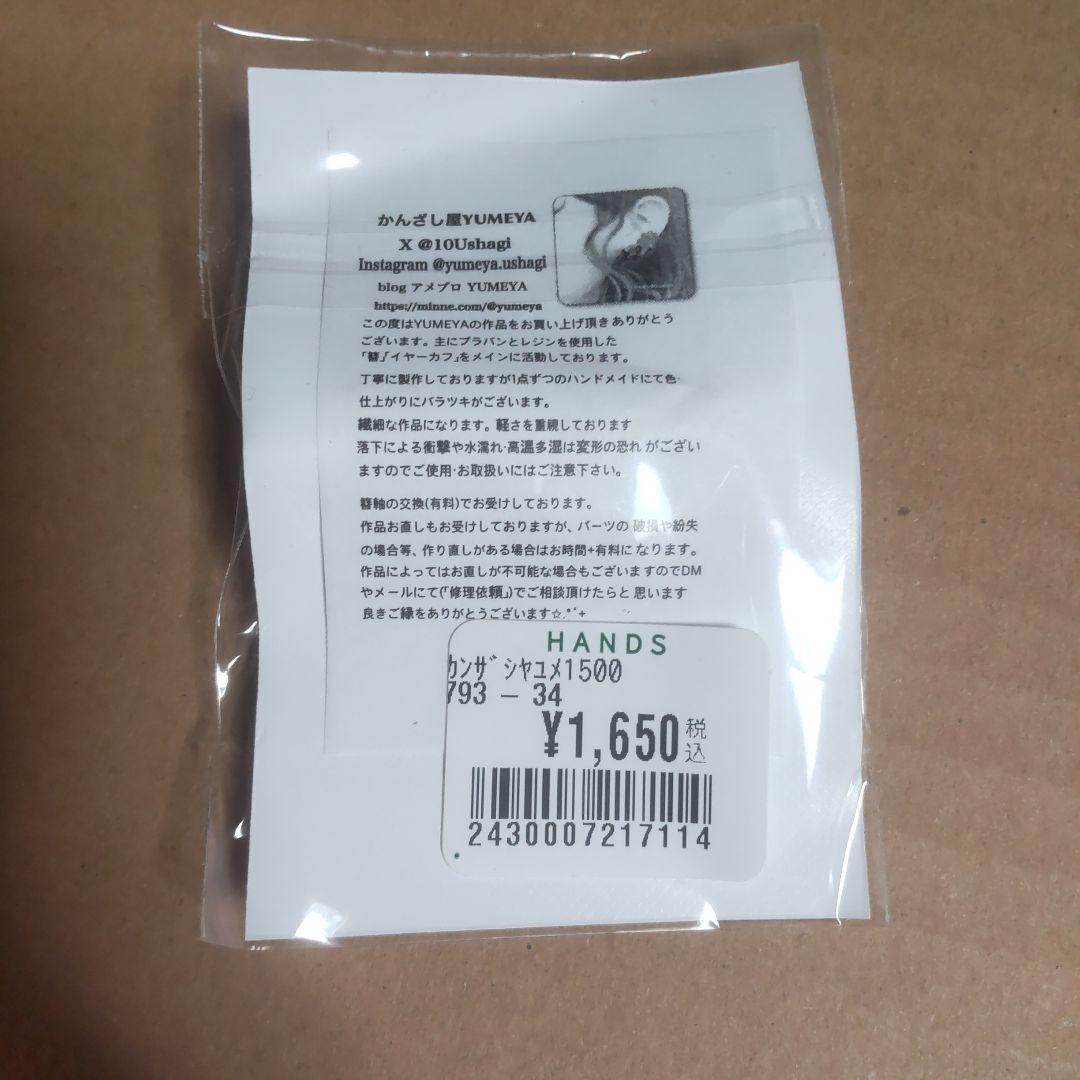 かんざし屋YUMEYA
X @10Ushagi
Instagram @yumeya.ushagi
blog アメブロ YUMEYA
https://minne.com/@yumeya
この度はYUMEYAの作品をお買い上げ頂きありがとう
ございます。主にプラバンとレジンを使用した
「簪」「イヤーカフ」をメインに活動しております。
丁寧に製作しておりますが1点ずつのハンドメイドにて色・
仕上がりにバラツキがございます。
繊細な作品になります。軽さを重視しております
落下による衝撃や水濡れ・高温多湿は変形の恐れ がござい
ますのでご使用・お取扱いにはご注意下さい。
簪軸の交換(有料)でお受けしております。
作品お直しもお受けしておりますが、パーツの 破損や紛失
の場合等、作り直しがある場合はお時間+有料に なります。
作品によってはお直しが不可能な場合もございますのでDM
やメールにて(「修理依頼」)でご相談頂けたらと 思います
良きご縁をありがとうございます☆.*˚+
HANDS
ｶﾝｻﾞｼﾔﾕﾒ1500
793 - 34
¥1,650税込
2430007217114